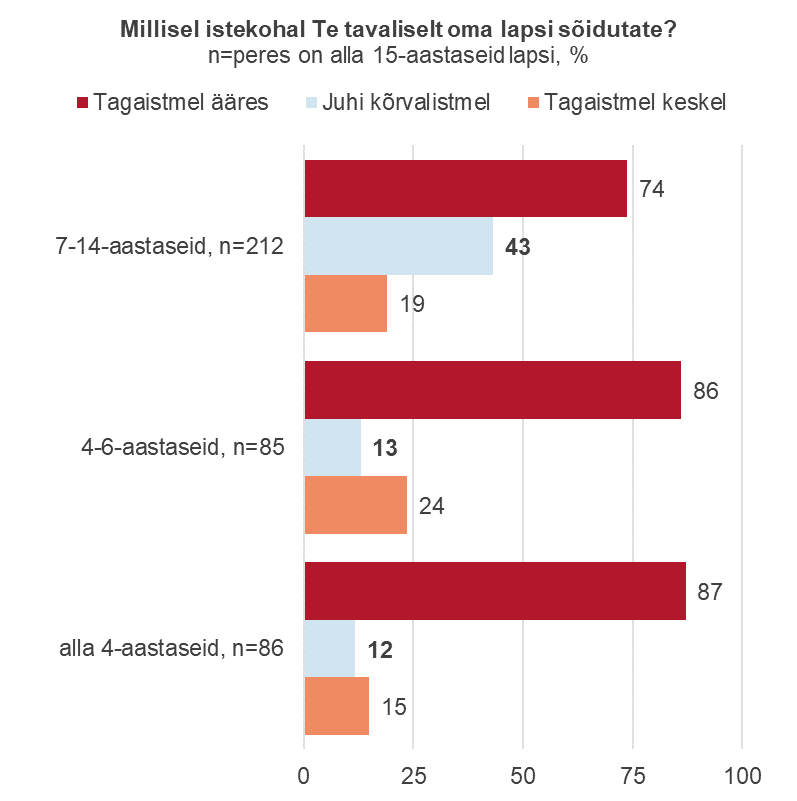 Millisel istekohal Te tavaliselt oma lapsi sõidutate?
n=peres on alla 15-aastaseid lapsi, %
Tagaistmel ääres Juhi kõrvalistmel Tagaistmel keskel
74
7-14-aastaseid, n=212 43
19
86
4-6-aastaseid, n=85 13
24
87
alla 4-aastaseid, n=86 12
15
0 25 50 75 100